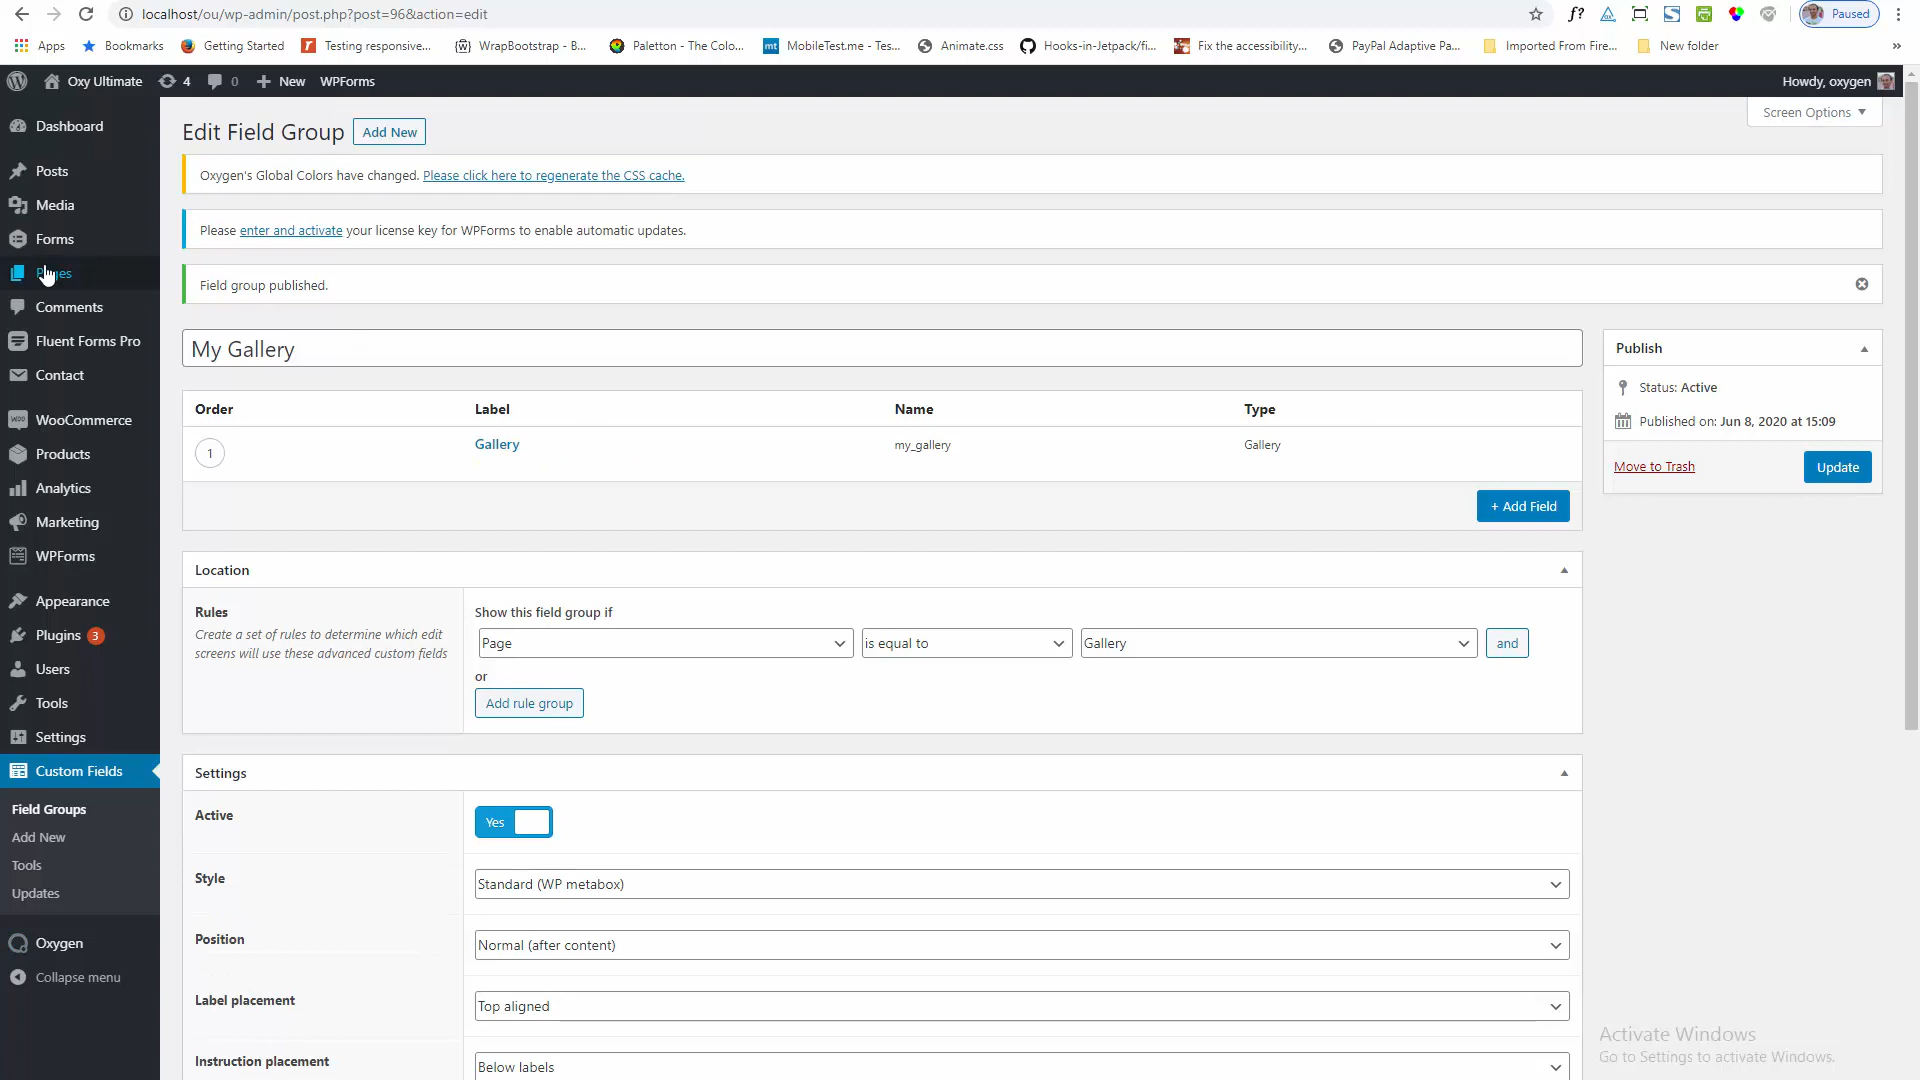 localhost/ou/wp-admin/post.php?post=96&action=edit
f?
Paused
Apps
Bookmarks
Getting Started
Testing responsive...
WrapBootstrap - B...
Paletton - The Colo...
mt
MobileTest.me - Tes...
Animate.css
Hooks-in-Jetpack/fi...
Fix the accessibility...
PayPal Adaptive Pa...
Imported From Fire...
New folder
»
Oxy Ultimate
4
0
New
WPForms
Howdy, oxygen
Screen Options
Dashboard
Posts
Media
Forms
Pages
Comments
Fluent Forms Pro
Contact
WooCommerce
Products
Analytics
Marketing
WPForms
Appearance
Plugins 3
Users
Tools
Settings
Custom Fields
Field Groups
Add New
Tools
Updates
Oxygen
Collapse menu
Edit Field Group
Add New
Oxygen's Global Colors have changed. Please click here to regenerate the CSS cache.
Please enter and activate your license key for WPForms to enable automatic updates.
Field group published.
My Gallery
Order Label Name Type
1 Gallery my_gallery Gallery
+ Add Field
Location
Rules
Create a set of rules to determine which edit
screens will use these advanced custom fields
Show this field group if
Page is equal to Gallery and
or
Add rule group
Settings
Active
Yes
Style
Standard (WP metabox)
Position
Normal (after content)
Label placement
Top aligned
Instruction placement
Below labels
Publish
Status: Active
Published on: Jun 8, 2020 at 15:09
Move to Trash
Update
Activate Windows
Go to Settings to activate Windows.